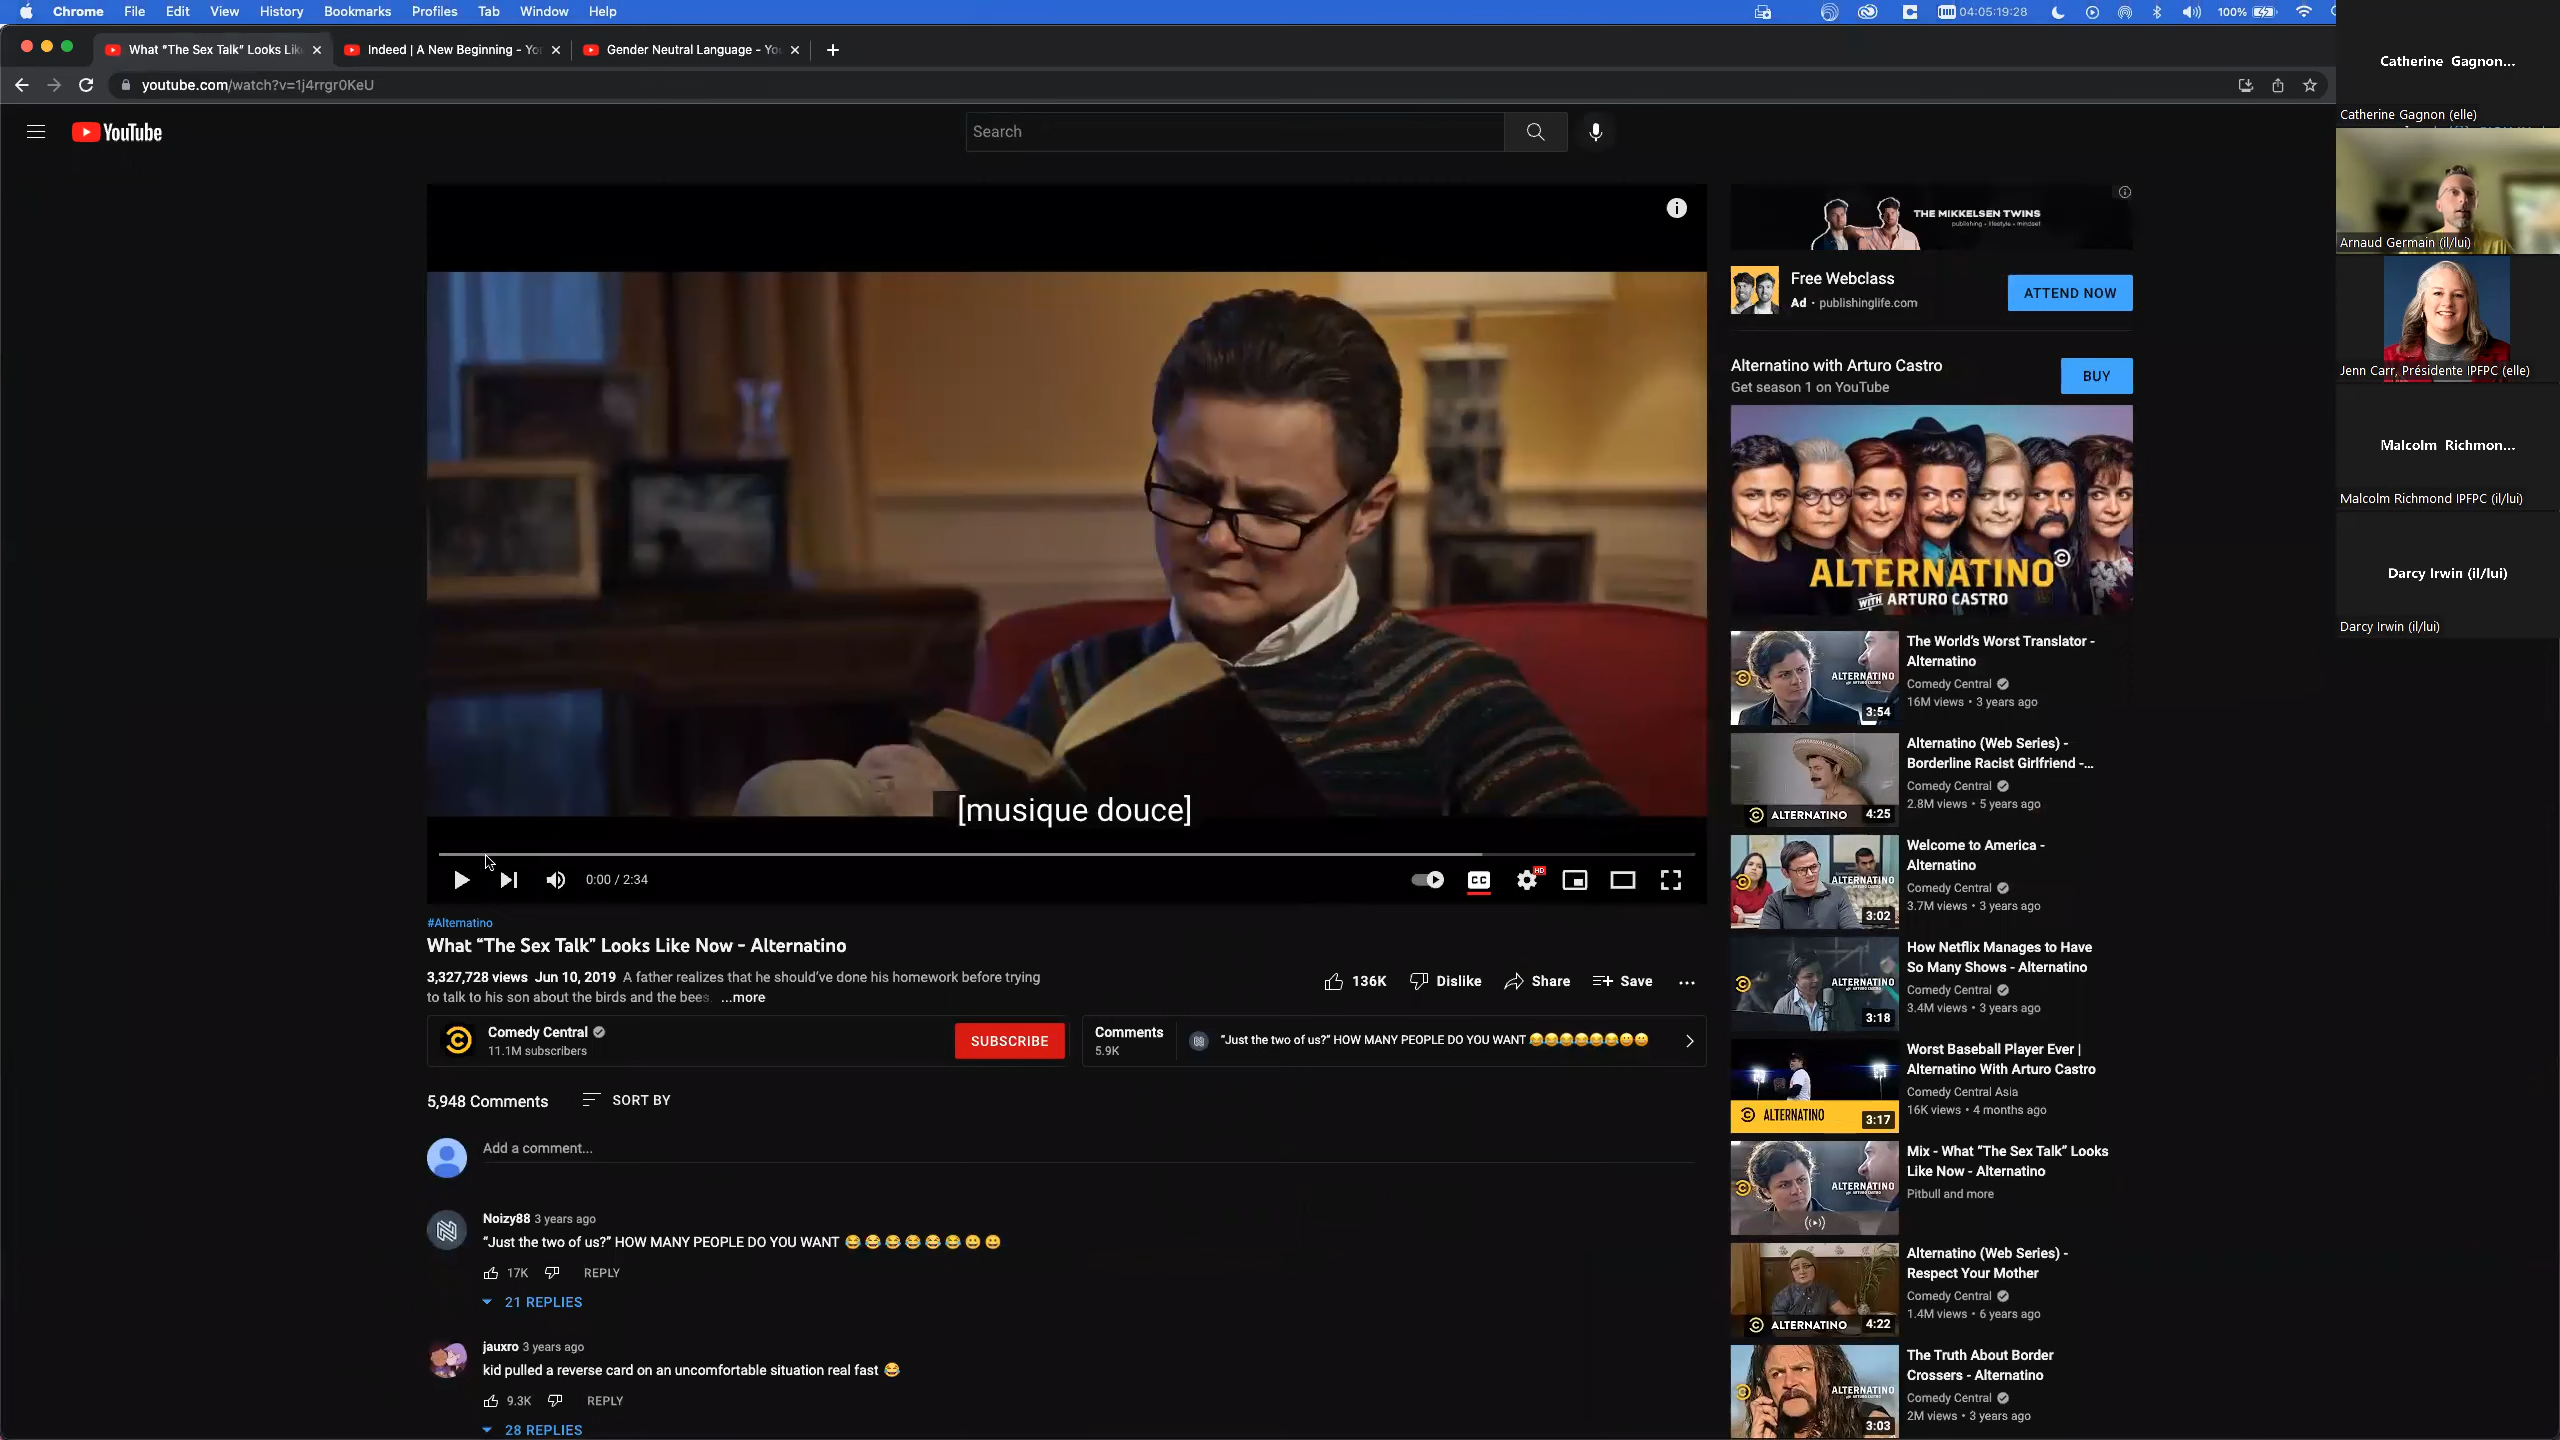 Chrome File Edit View History Bookmarks Profiles Tab Window Help
04:05:19:28 100%
What "The Sex Talk" Looks Lik
Indeed | A New Beginning - Yo
Gender Neutral Language - Yo
youtube.com/watch?v=1j4rrgr0KeU
YouTube
Search
[musique douce]
0:00 / 2:34
CC
HD
#Alternatino
What “The Sex Talk” Looks Like Now - Alternatino
3,327,728 views Jun 10, 2019 A father realizes that he should've done his homework before trying
to talk to his son about the birds and the bees. ...more
136K Dislike Share Save
Comedy Central
11.1M subscribers
SUBSCRIBE
Comments
5.9K
“Just the two of us?” HOW MANY PEOPLE DO YOU WANT 😂😂😂😂😂😂😀😀
5,948 Comments SORT BY
Add a comment...
Noizy88 3 years ago
“Just the two of us?” HOW MANY PEOPLE DO YOU WANT 😂😂😂😂😂😂😀😀
17K REPLY
21 REPLIES
jauxro 3 years ago
kid pulled a reverse card on an uncomfortable situation real fast 😂
9.3K REPLY
28 REPLIES
THE MIKKELSEN TWINS
publishing + lifestyle + mindset
Free Webclass
Ad · publishinglife.com
ATTEND NOW
Alternatino with Arturo Castro
Get season 1 on YouTube
BUY
ALTERNATINO
WITH ARTURO CASTRO
ALTERNATINO
3:54
The World's Worst Translator -
Alternatino
Comedy Central
16M views • 3 years ago
ALTERNATINO
4:25
Alternatino (Web Series) -
Borderline Racist Girlfriend -...
Comedy Central
2.8M views • 5 years ago
ALTERNATINO
3:02
Welcome to America -
Alternatino
Comedy Central
3.7M views • 3 years ago
ALTERNATINO
3:18
How Netflix Manages to Have
So Many Shows - Alternatino
Comedy Central
3.4M views • 3 years ago
ALTERNATINO
3:17
Worst Baseball Player Ever |
Alternatino With Arturo Castro
Comedy Central Asia
16K views • 4 months ago
ALTERNATINO
Mix - What “The Sex Talk” Looks
Like Now - Alternatino
Pitbull and more
ALTERNATINO
4:22
Alternatino (Web Series) -
Respect Your Mother
Comedy Central
1.4M views • 6 years ago
ALTERNATINO
3:03
The Truth About Border
Crossers - Alternatino
Comedy Central
2M views • 3 years ago
Catherine Gagnon...
Catherine Gagnon (elle)
Arnaud Germain (il/lui)
Jenn Carr, Présidente IPFPC (elle)
Malcolm Richmon...
Malcolm Richmond IPFPC (il/lui)
Darcy Irwin (il/lui)
Darcy Irwin (il/lui)